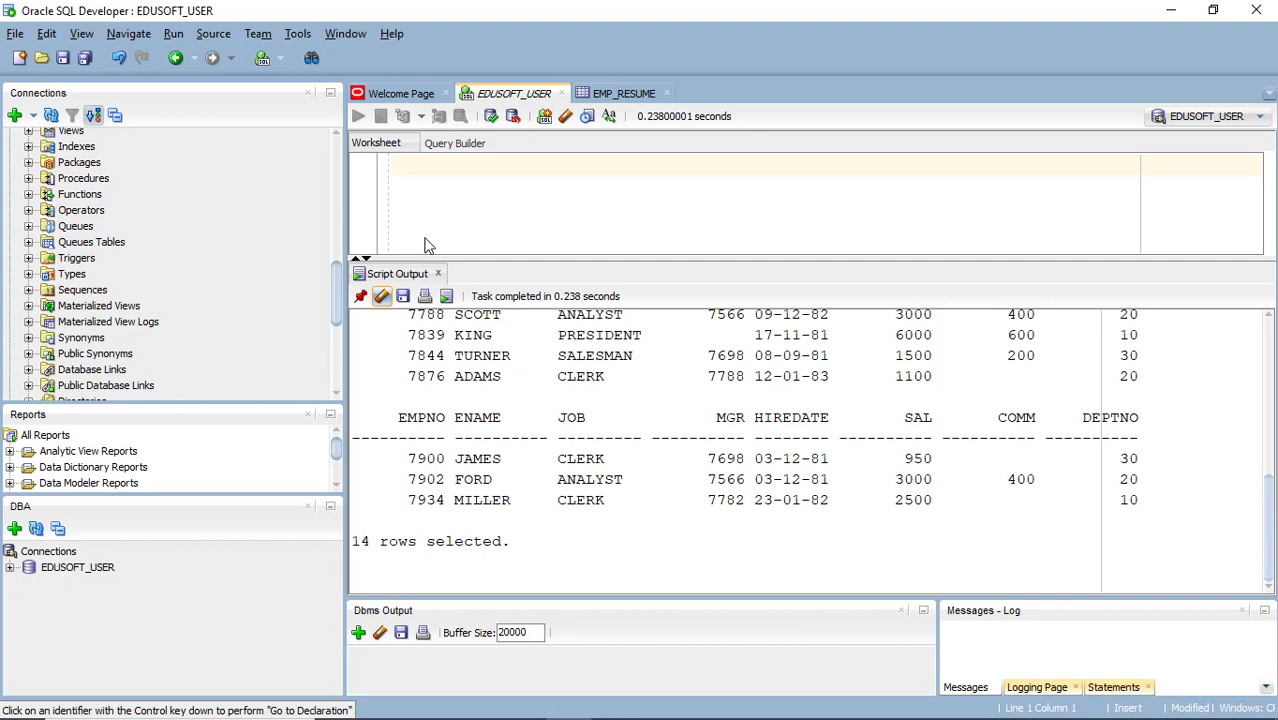 Oracle SQL Developer: EDUSOFT_USER
File Edit View Navigate Run Source Team Tools Window Help
Connections
Welcome Page EDUSOFT_USER EMP_RESUME
0.23800001 seconds EDUSOFT_USER
Worksheet Query Builder
Views
Indexes
Packages
Procedures
Functions
Operators
Queues
Queues Tables
Triggers
Types
Sequences
Materialized Views
Materialized View Logs
Synonyms
Public Synonyms
Database Links
Public Database Links
Directories
Reports
All Reports
Analytic View Reports
Data Dictionary Reports
Data Modeler Reports
DBA
Connections
EDUSOFT_USER
Script Output
Task completed in 0.238 seconds
7788 SCOTT ANALYST 7566 09-12-82 3000 400 20
7839 KING PRESIDENT 17-11-81 6000 600 10
7844 TURNER SALESMAN 7698 08-09-81 1500 200 30
7876 ADAMS CLERK 7788 12-01-83 1100 20
EMPNO ENAME JOB MGR HIREDATE SAL COMM DEPTNO
---------- ---------- --------- ---------- -------- ---------- ---------- ----------
7900 JAMES CLERK 7698 03-12-81 950 30
7902 FORD ANALYST 7566 03-12-81 3000 400 20
7934 MILLER CLERK 7782 23-01-82 2500 10
14 rows selected.
Dbms Output
Buffer Size: 20000
Messages - Log
Messages Logging Page Statements
Click on an identifier with the Control key down to perform "Go to Declaration"
Line 1 Column 1 Insert Modified Windows: CF